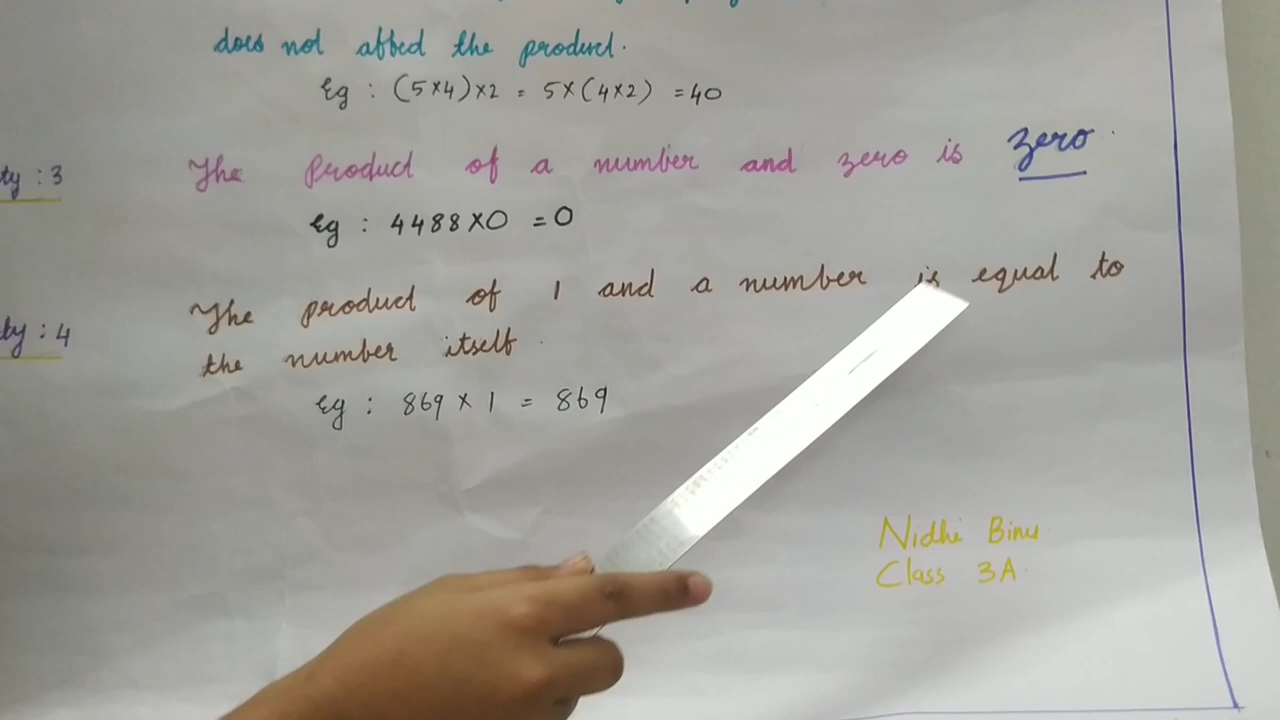 does not affect the product.
Eg : (5×4)×2 = 5×(4×2) = 40
ty : 3 The product of a number and zero is zero.
Eg : 4488×0 = 0
The product of 1 and a number is equal to
ty : 4 the number itself.
Eg : 869 × 1 = 869
Nidhi Binu
Class 3A